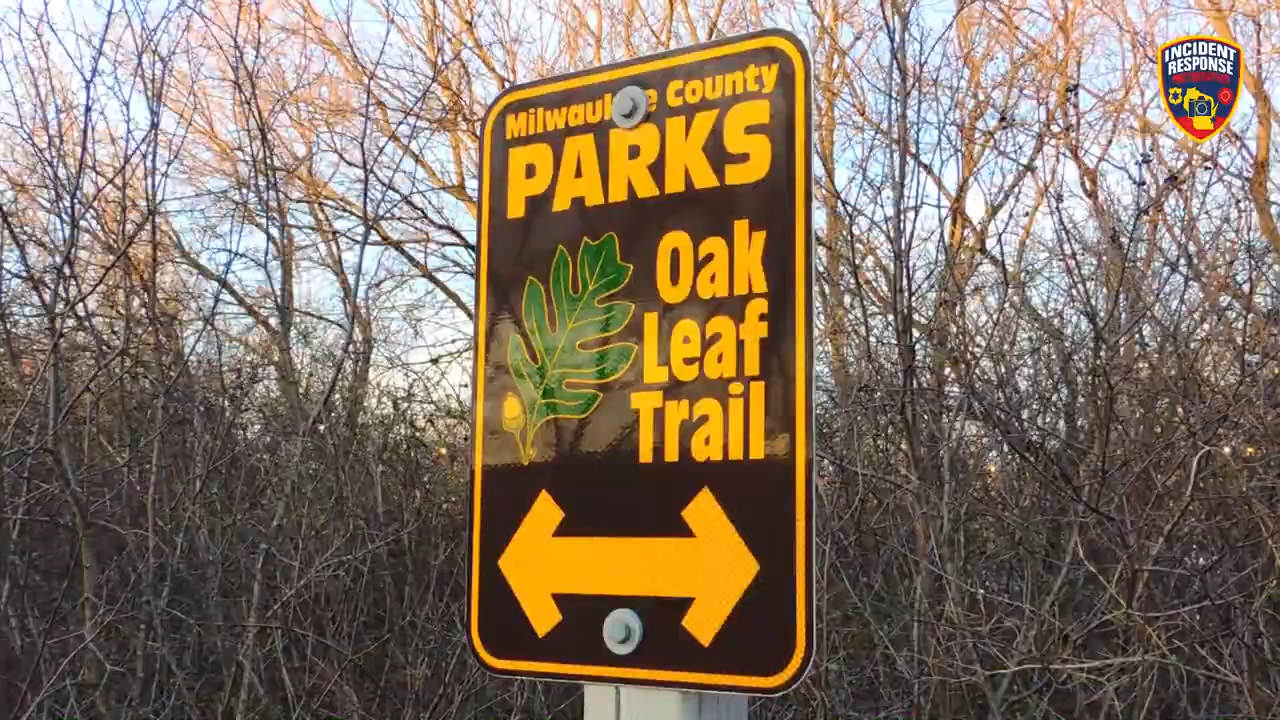 Milwaukee County
PARKS
Oak
Leaf
Trail
INCIDENT
RESPONSE